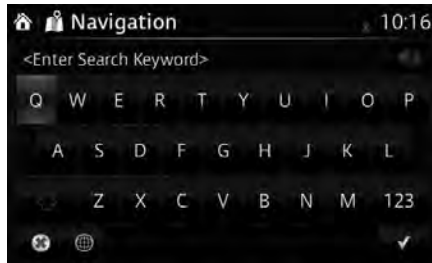 Navigation 10:16
<Enter Search Keyword>
Q W E R T Y U I O P
A S D F G H J K L
Z X C V B N M 123